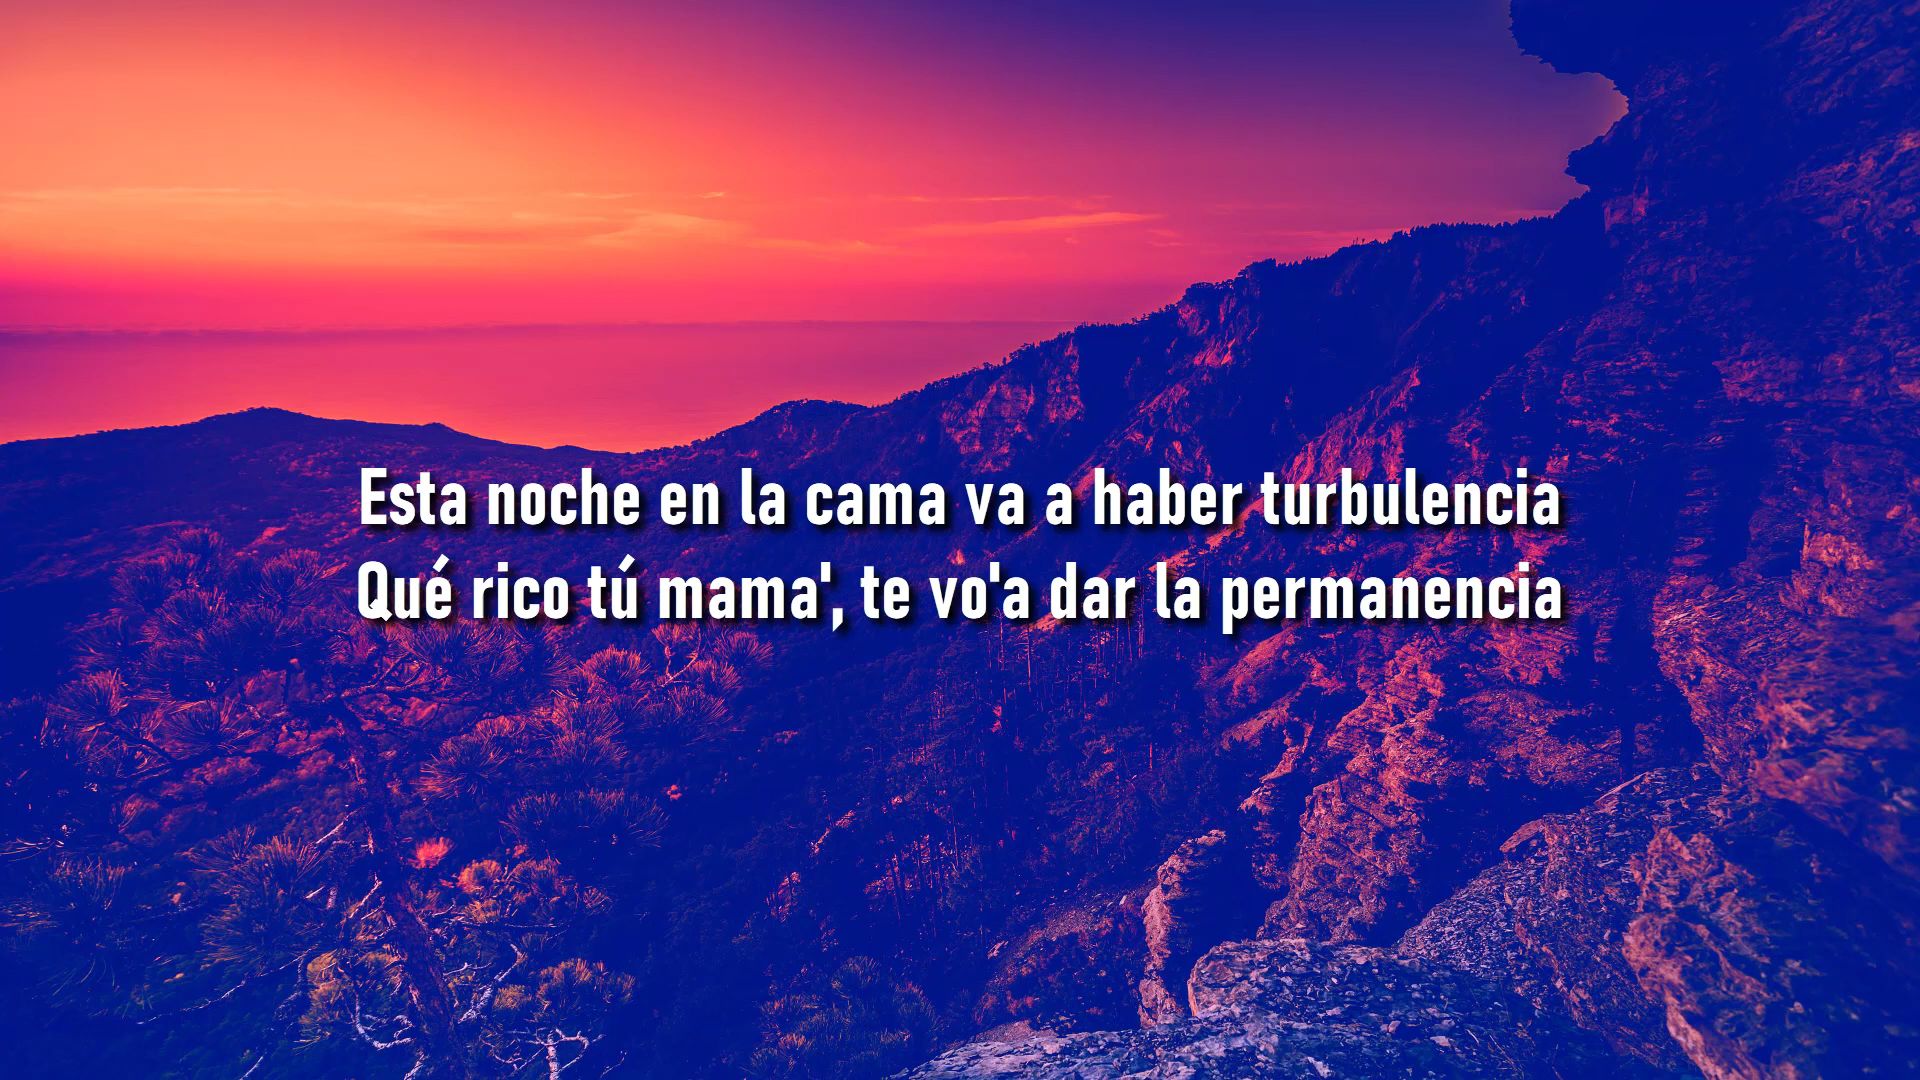 Esta noche en la cama va a haber turbulencia
Qué rico tú mama', te vo'a dar la permanencia